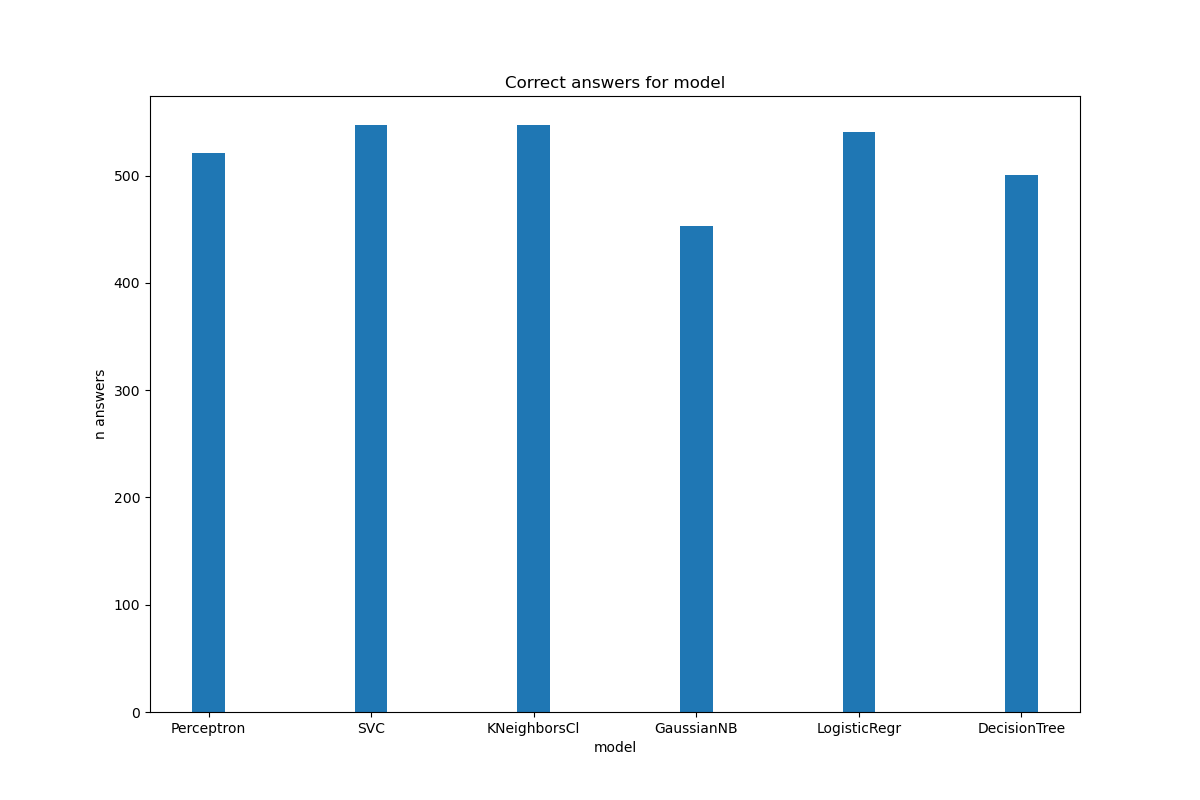 Correct answers for model
500
400
n answers
300
200
100
0
Perceptron SVC KNeighborsCl GaussianNB LogisticRegr DecisionTree
model